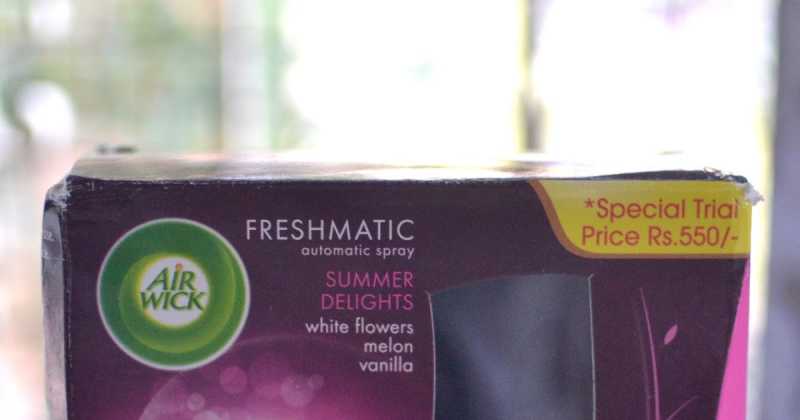 AIR
WICK
FRESHMATIC
automatic spray
SUMMER
DELIGHTS
white flowers
melon
vanilla
*Special Trial
Price Rs.550/-